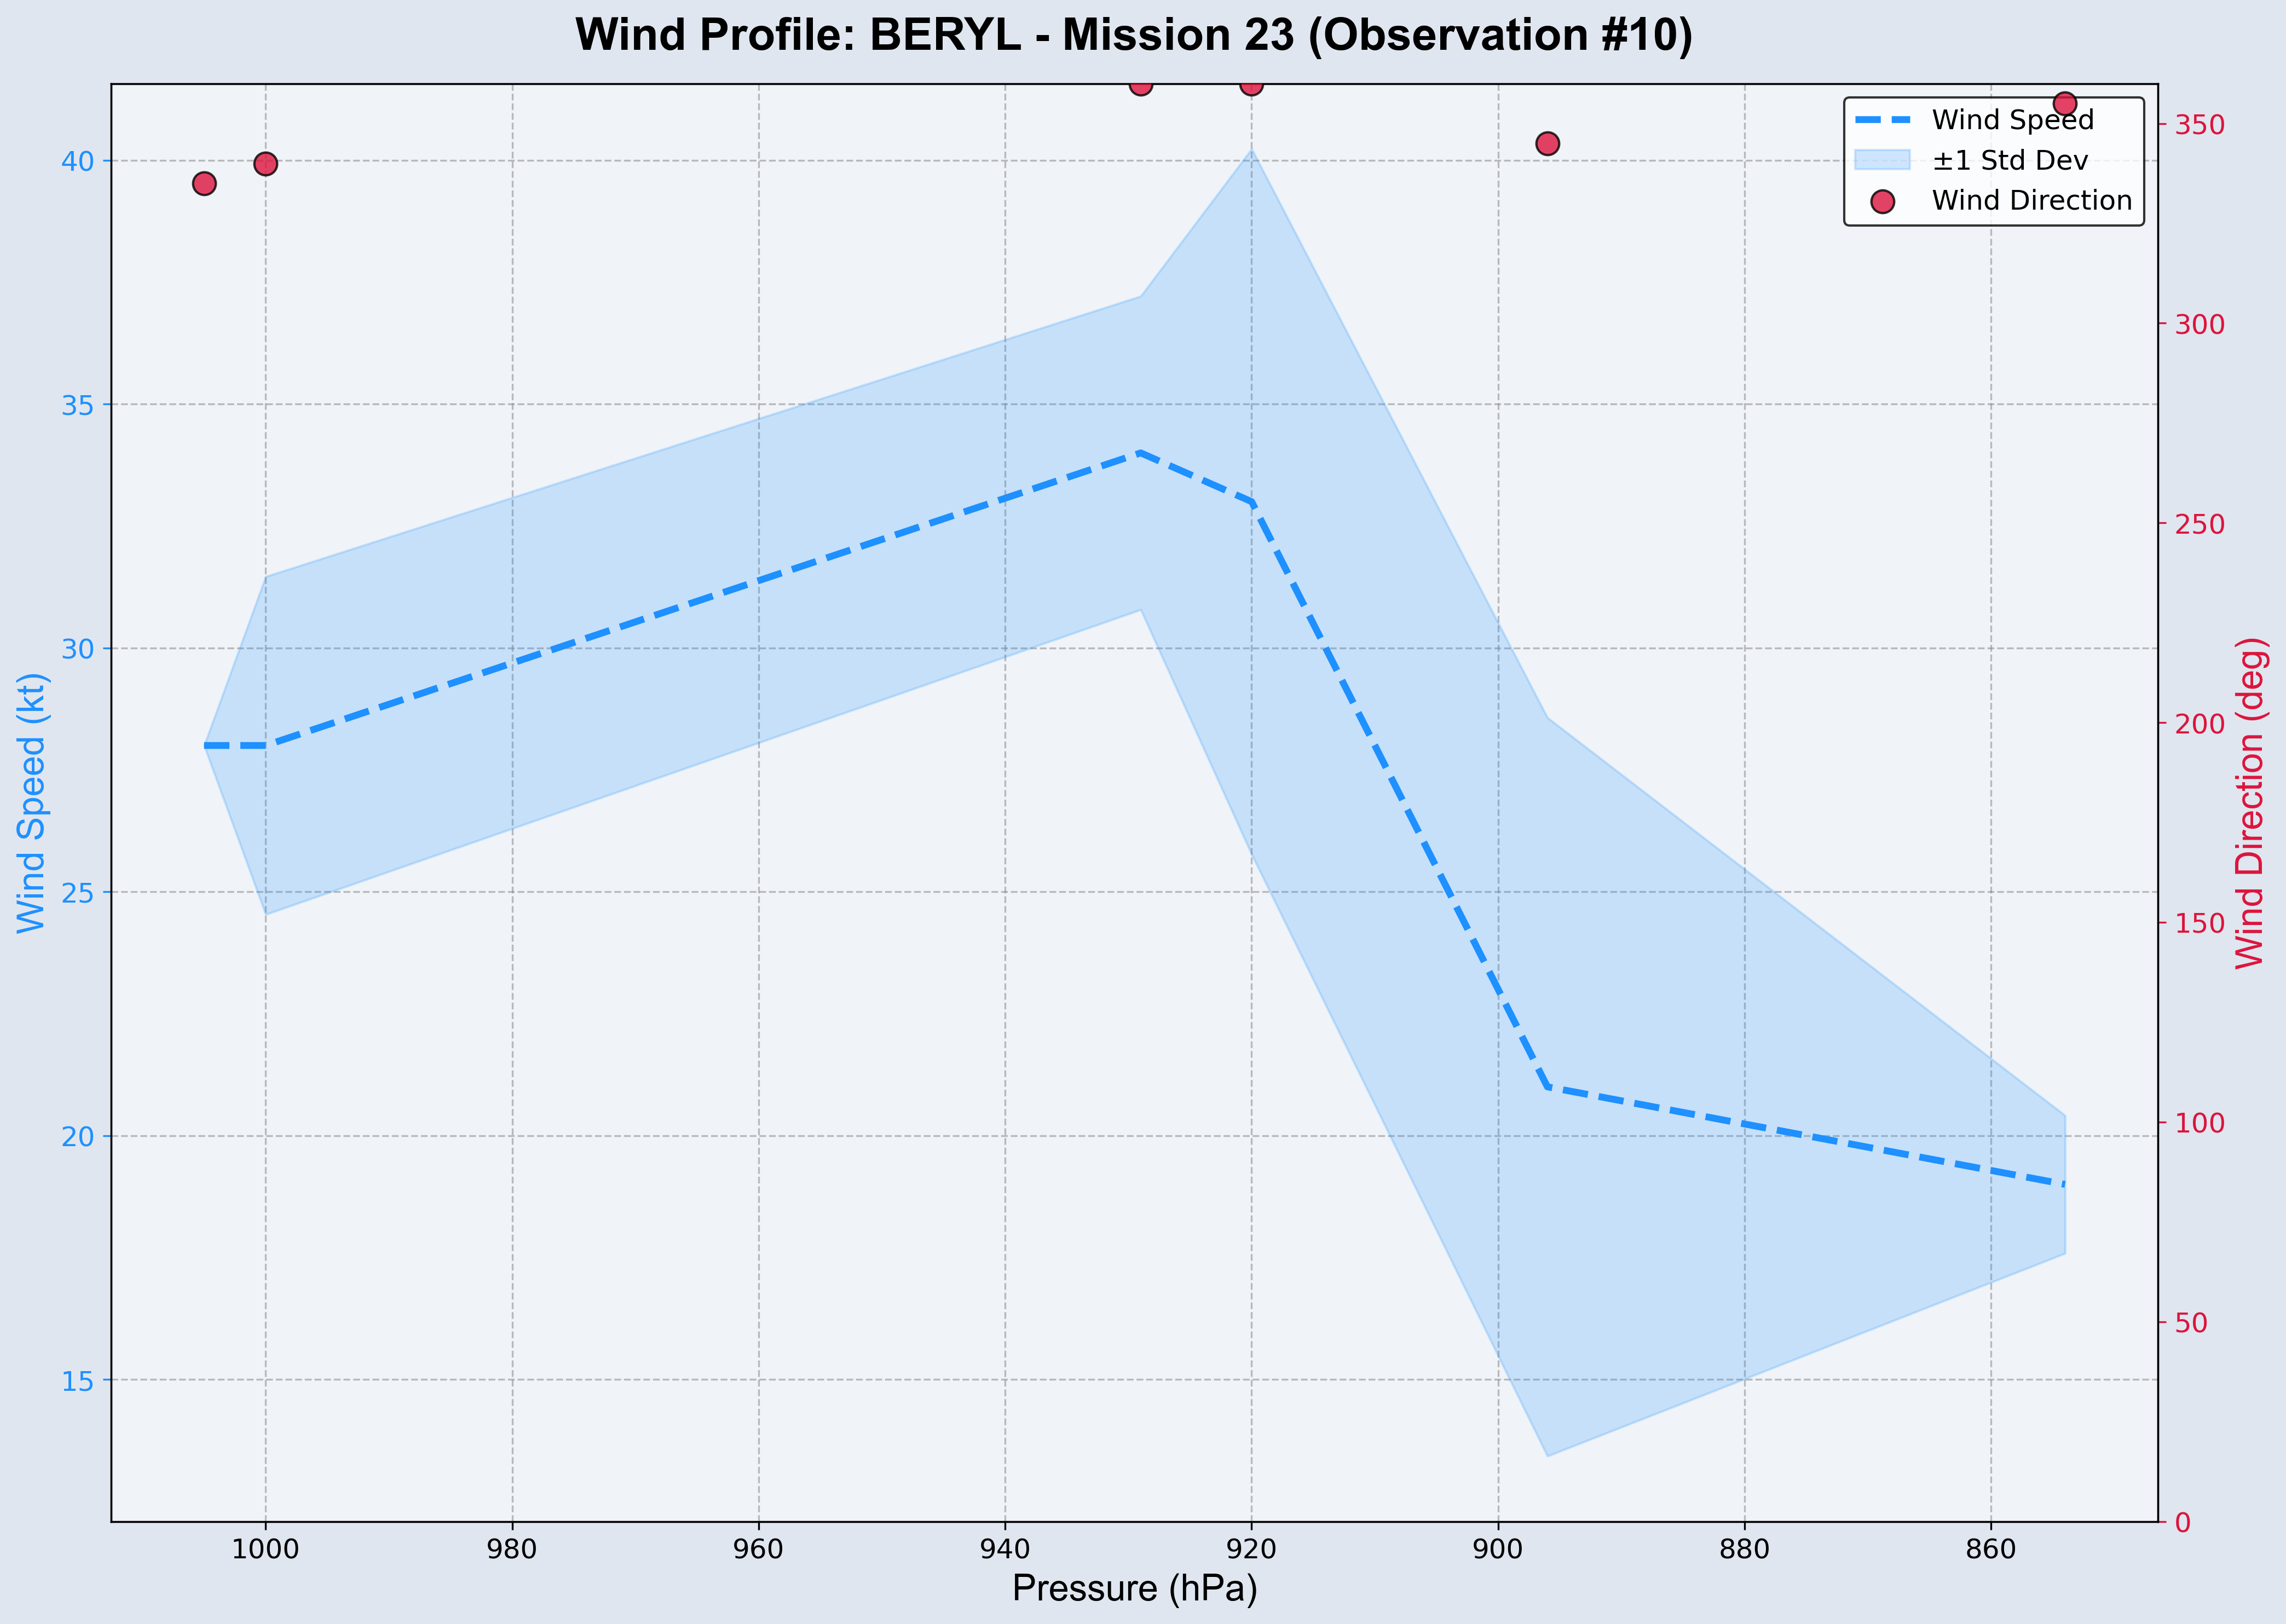 Wind Profile: BERYL - Mission 23 (Observation #10)
Wind Speed (kt)
40
35
30
25
20
15
Wind Speed
±1 Std Dev
Wind Direction
350
300
250
200
150
100
50
0
Wind Direction (deg)
1000 980 960 940 920 900 880 860
Pressure (hPa)